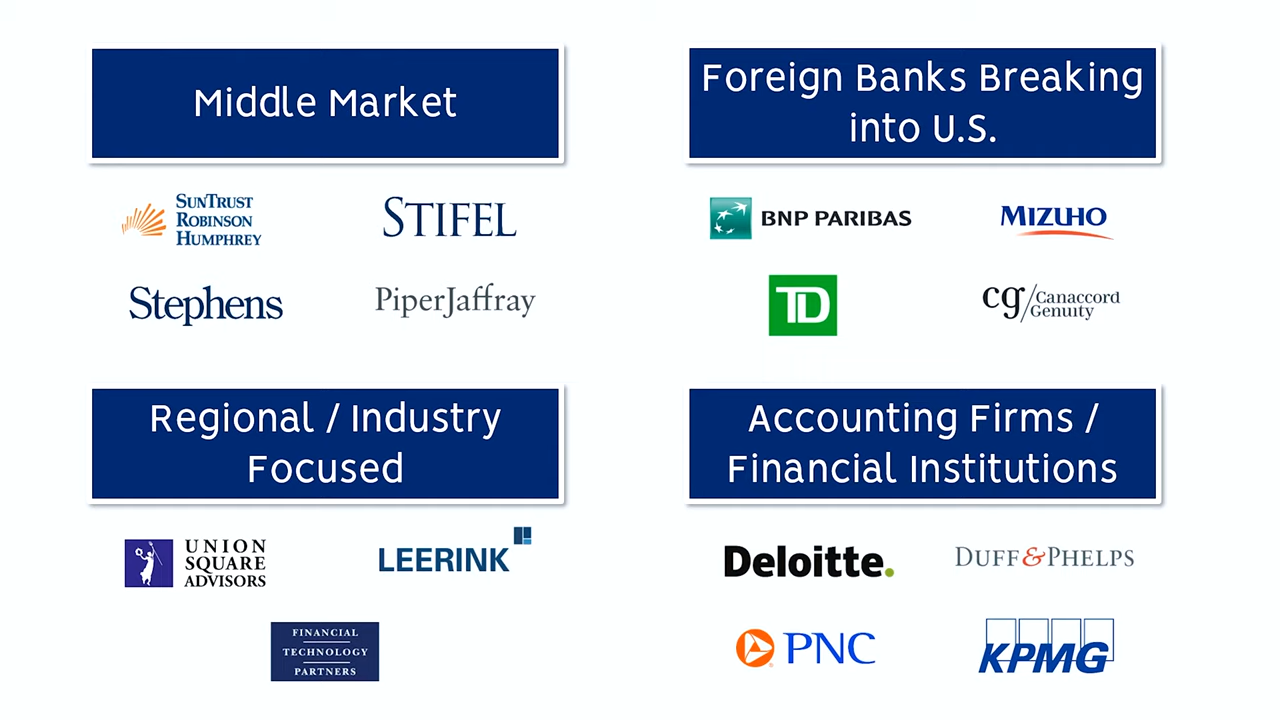 Middle Market
SunTrust
Robinson
Humphrey
STIFEL
Stephens
PiperJaffray
Foreign Banks Breaking
into U.S.
BNP PARIBAS
MIZUHO
TD
cg/Canaccord
Genuity
Regional / Industry
Focused
UNION
SQUARE
ADVISORS
LEERINK
FINANCIAL
TECHNOLOGY
PARTNERS
Accounting Firms /
Financial Institutions
Deloitte.
DUFF&PHELPS
PNC
KPMG